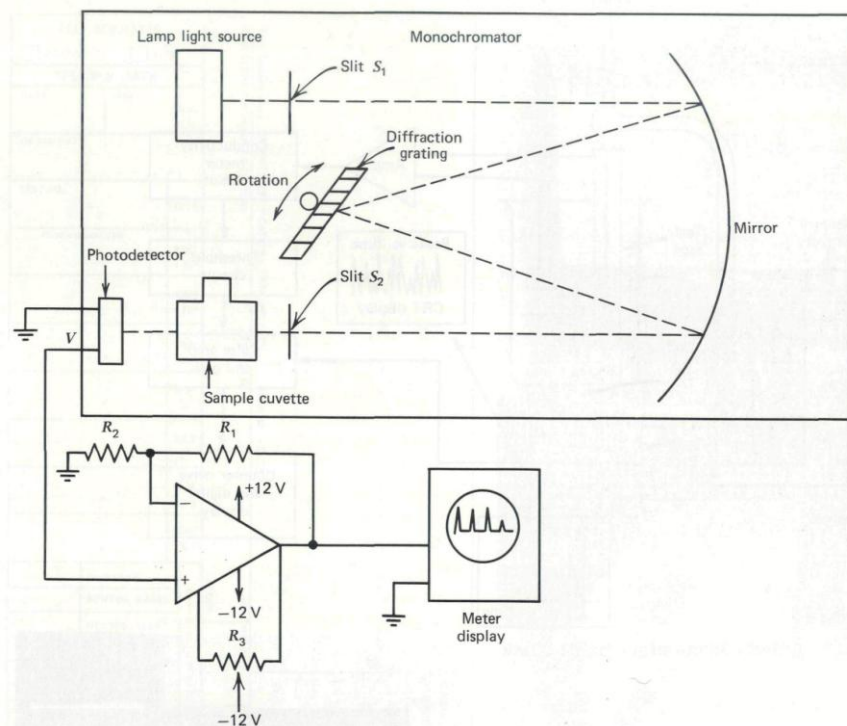 Lamp light source
Monochromator
Slit S₁
Diffraction
grating
Rotation
Mirror
Photodetector
Slit S₂
V
Sample cuvette
R₂
R₁
+12 V
−
+
−12 V
R₃
−12 V
Meter
display